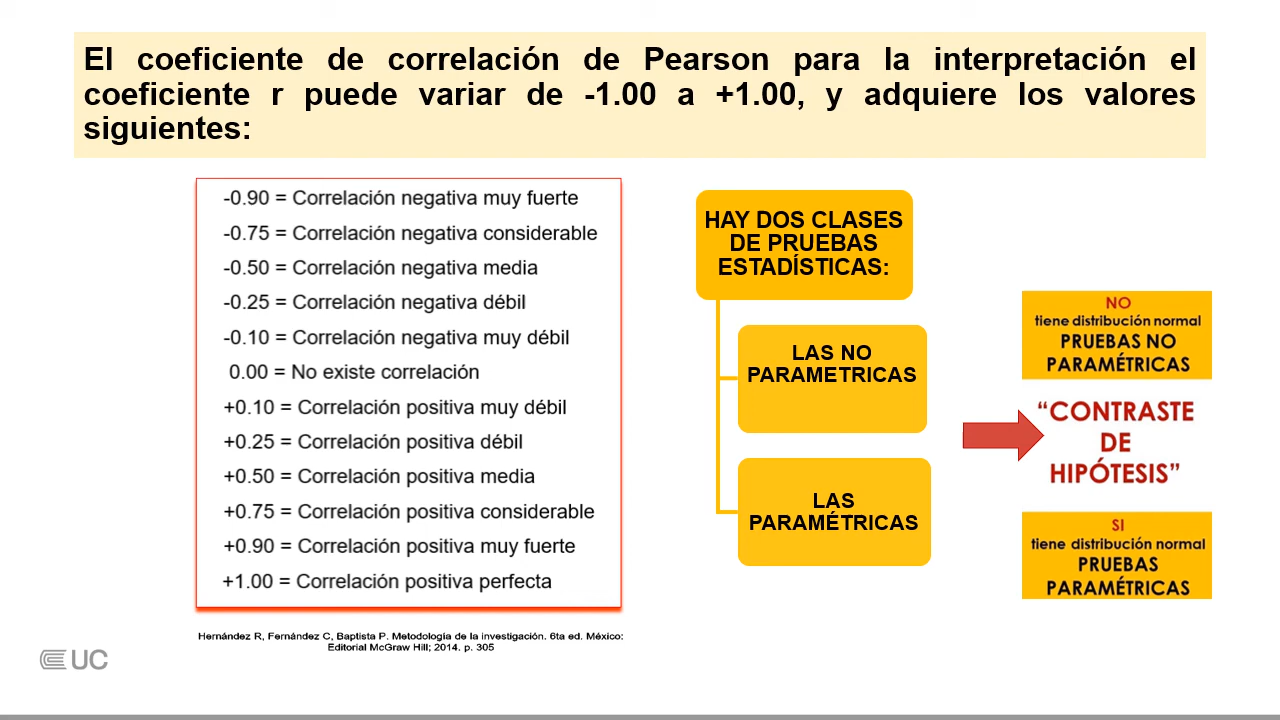 El coeficiente de correlación de Pearson para la interpretación el
coeficiente r puede variar de -1.00 a +1.00, y adquiere los valores
siguientes:
-0.90 = Correlación negativa muy fuerte
-0.75 = Correlación negativa considerable
-0.50 = Correlación negativa media
-0.25 = Correlación negativa débil
-0.10 = Correlación negativa muy débil
0.00 = No existe correlación
+0.10 = Correlación positiva muy débil
+0.25 = Correlación positiva débil
+0.50 = Correlación positiva media
+0.75 = Correlación positiva considerable
+0.90 = Correlación positiva muy fuerte
+1.00 = Correlación positiva perfecta
Hernández R, Fernández C, Baptista P. Metodología de la investigación. 6ta ed. México:
Editorial McGraw Hill; 2014. p. 305
HAY DOS CLASES
DE PRUEBAS
ESTADÍSTICAS:
LAS NO
PARAMETRICAS
LAS
PARAMÉTRICAS
NO
tiene distribución normal
PRUEBAS NO
PARAMÉTRICAS
“CONTRASTE
DE
HIPÓTESIS”
SI
tiene distribución normal
PRUEBAS
PARAMÉTRICAS
UC